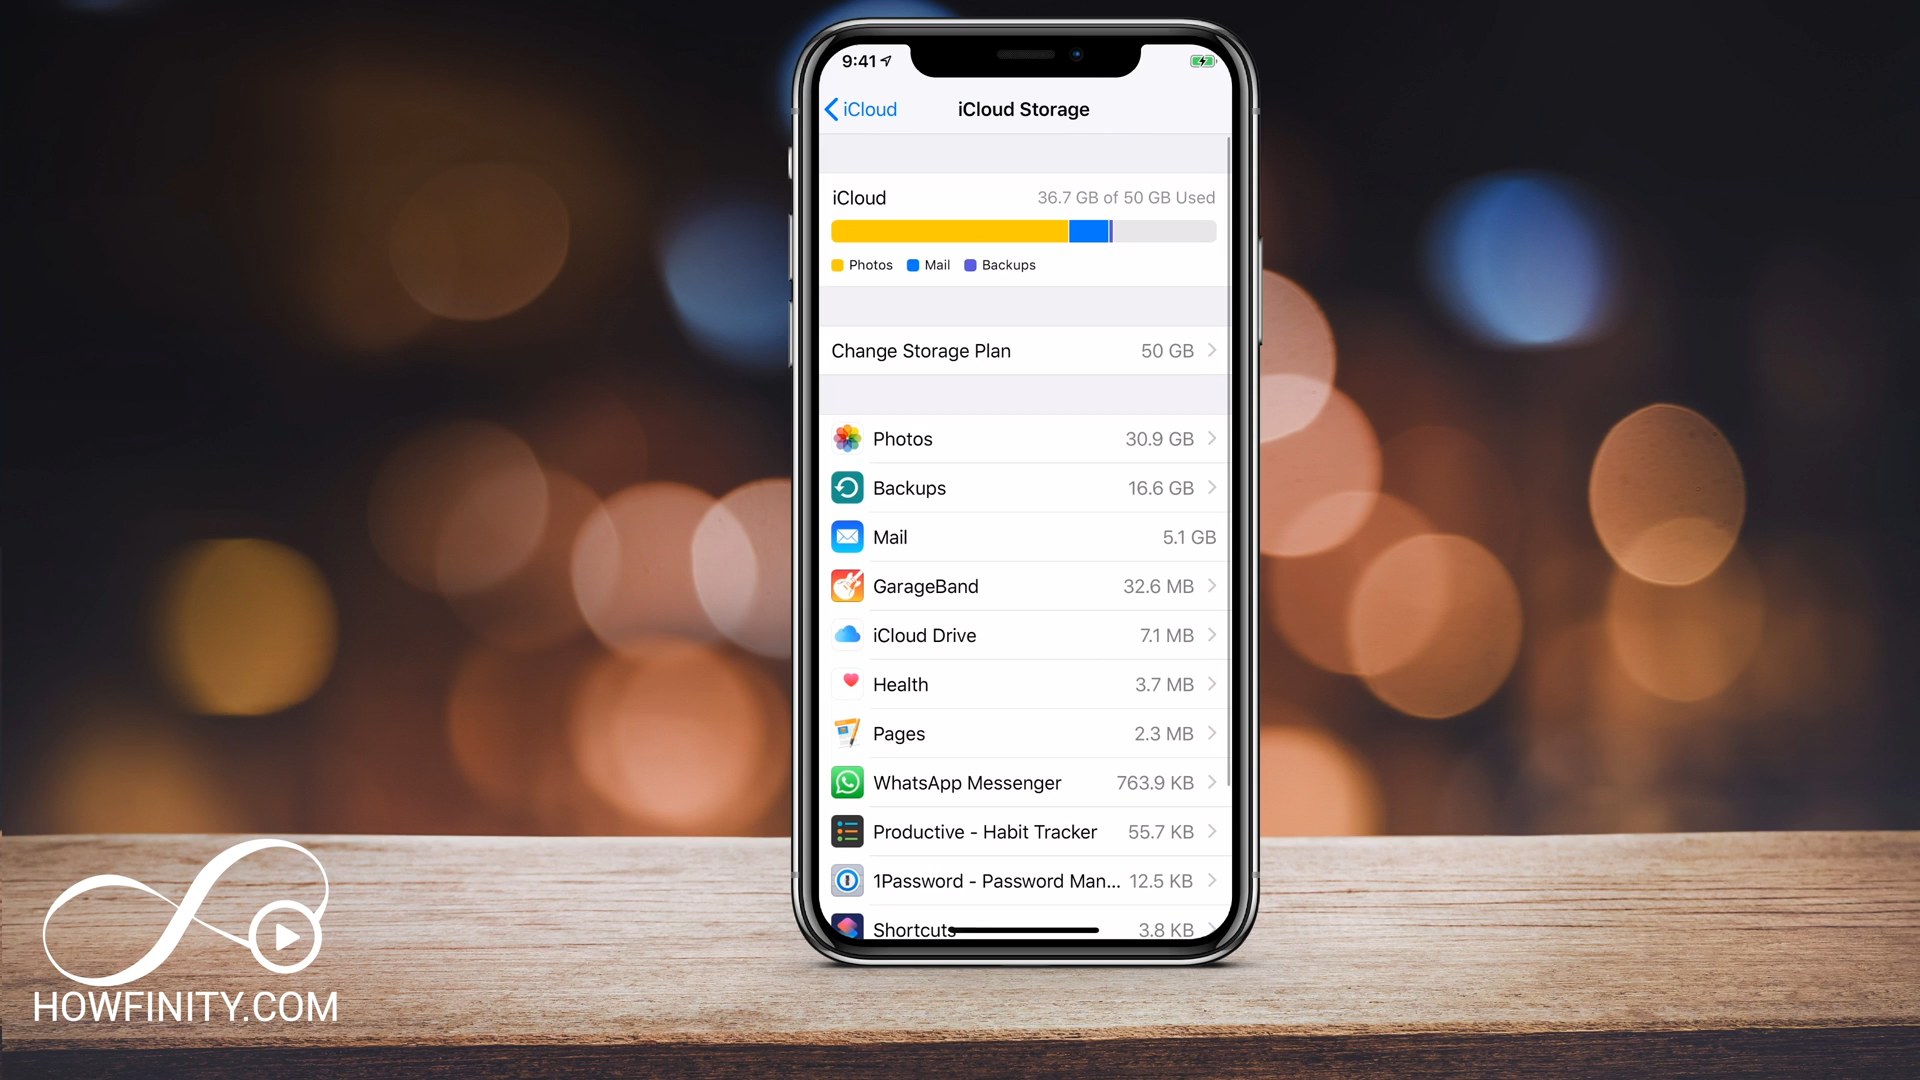 9:41
iCloud
iCloud Storage
iCloud
36.7 GB of 50 GB Used
Photos
Mail
Backups
Change Storage Plan
50 GB
Photos
30.9 GB
Backups
16.6 GB
Mail
5.1 GB
GarageBand
32.6 MB
iCloud Drive
7.1 MB
Health
3.7 MB
Pages
2.3 MB
WhatsApp Messenger
763.9 KB
Productive - Habit Tracker
55.7 KB
1Password - Password Man...
12.5 KB
Shortcuts
3.8 KB
HOWFINITY.COM